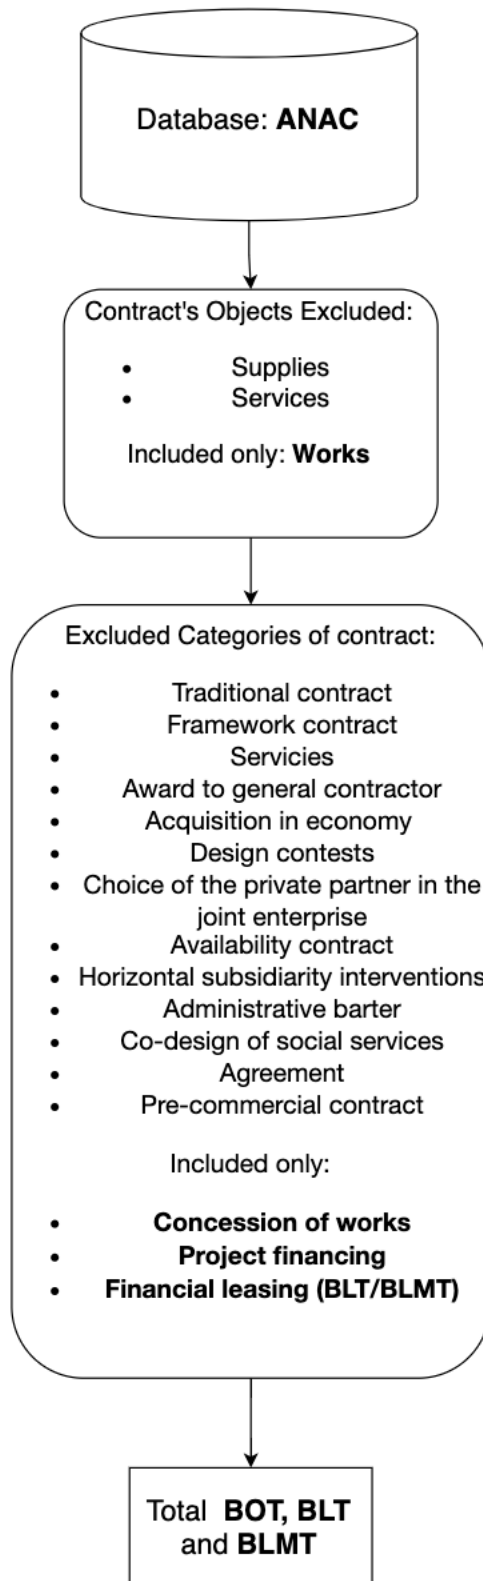 Database: ANAC
Contract's Objects Excluded:
• Supplies
• Services
Included only: Works
Excluded Categories of contract:
• Traditional contract
• Framework contract
• Servicies
• Award to general contractor
• Acquisition in economy
• Design contests
• Choice of the private partner in the
joint enterprise
• Availability contract
• Horizontal subsidiarity interventions
• Administrative barter
• Co-design of social services
• Agreement
• Pre-commercial contract
Included only:
• Concession of works
• Project financing
• Financial leasing (BLT/BLMT)
Total BOT, BLT
and BLMT